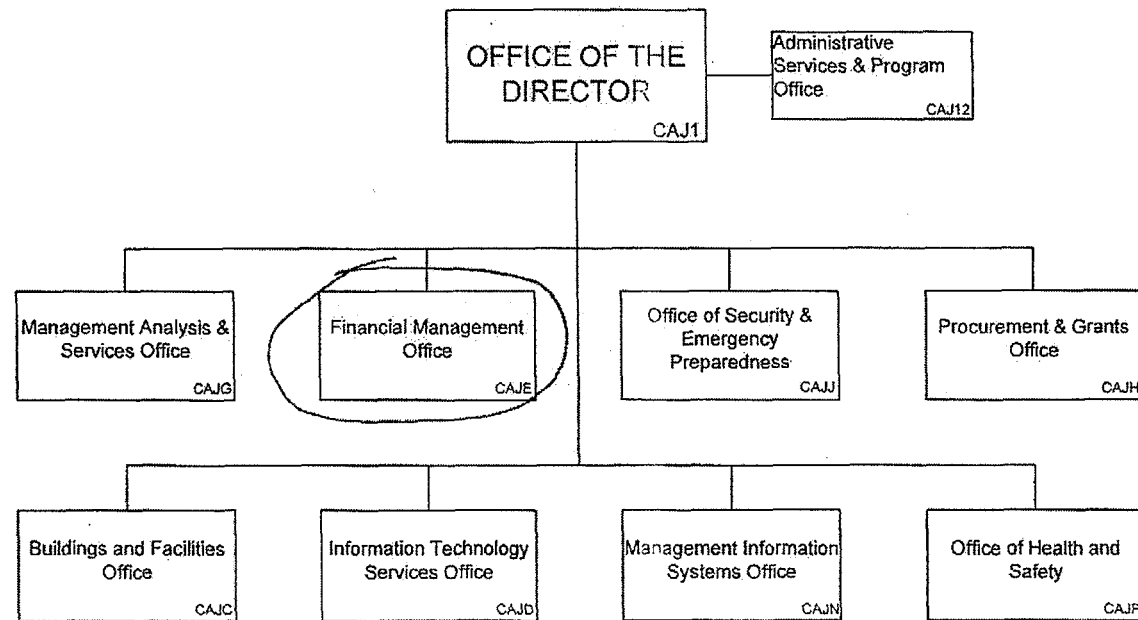 OFFICE OF THE
DIRECTOR
CAJ1
Administrative
Services & Program
Office
CAJ12
Management Analysis &
Services Office
CAJG
Financial Management
Office
CAJE
Office of Security &
Emergency
Preparedness
CAJJ
Procurement & Grants
Office
CAJH
Buildings and Facilities
Office
CAJC
Information Technology
Services Office
CAJD
Management Information
Systems Office
CAJN
Office of Health and
Safety